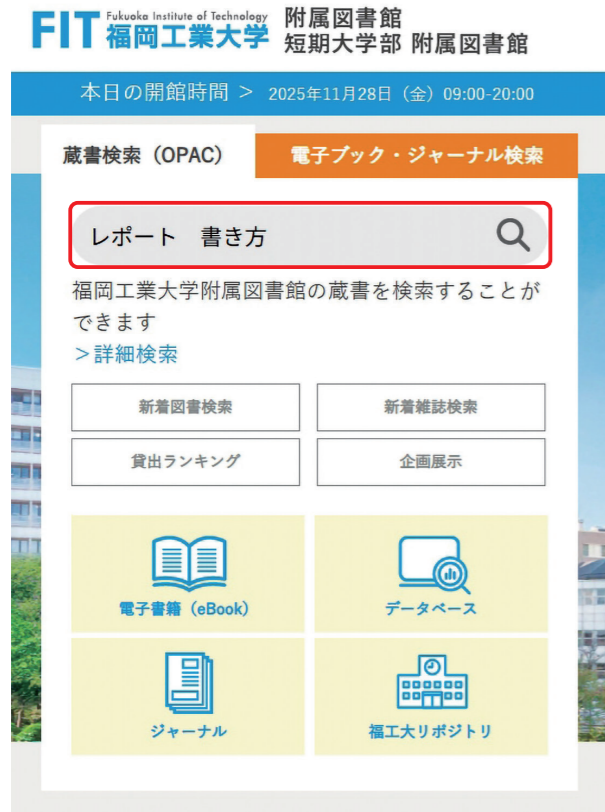 FIT Fukuoka Institute of Technology 福岡工業大学 附属図書館
短期大学部 附属図書館
本日の開館時間 > 2025年11月28日（金）09:00-20:00
蔵書検索（OPAC）
電子ブック・ジャーナル検索
レポート　書き方
福岡工業大学附属図書館の蔵書を検索することが
できます
>詳細検索
新着図書検索
新着雑誌検索
貸出ランキング
企画展示
電子書籍（eBook）
データベース
ジャーナル
福工大リポジトリ